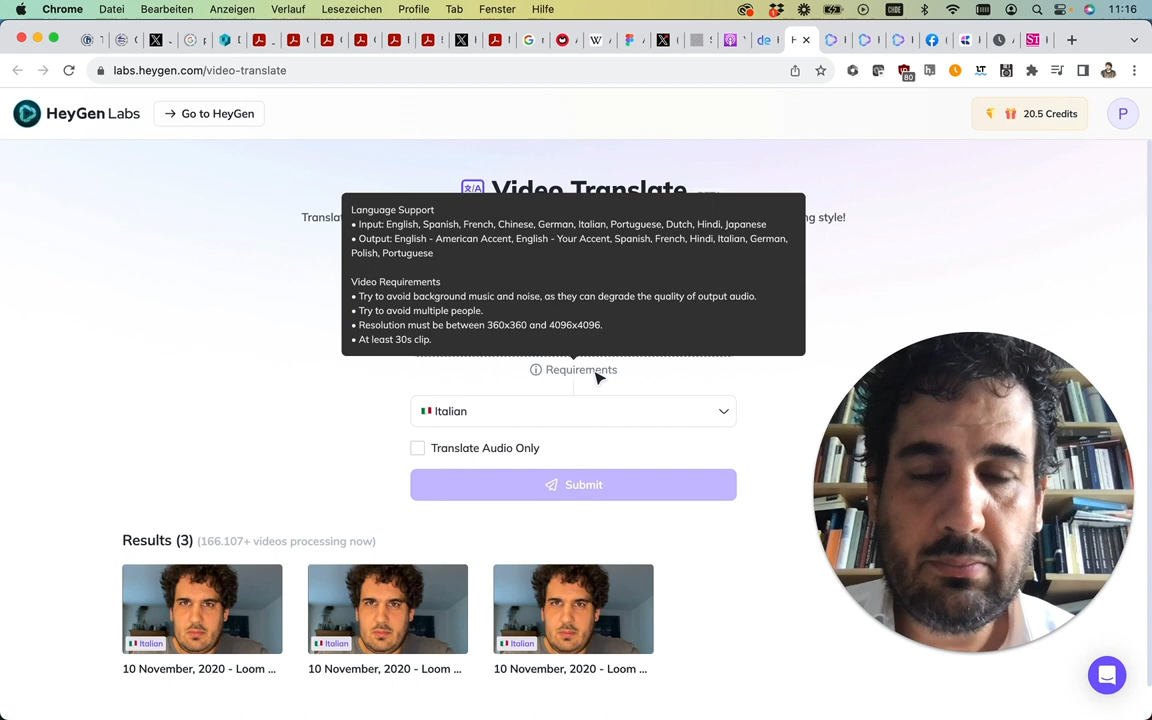 Chrome Datei Bearbeiten Anzeigen Verlauf Lesezeichen Profile Tab Fenster Hilfe 11:16
labs.heygen.com/video-translate
80
HeyGen Labs → Go to HeyGen 20.5 Credits P
Video Translate
Transla
ng style!
Language Support
• Input: English, Spanish, French, Chinese, German, Italian, Portuguese, Dutch, Hindi, Japanese
• Output: English - American Accent, English - Your Accent, Spanish, French, Hindi, Italian, German,
Polish, Portuguese
Video Requirements
• Try to avoid background music and noise, as they can degrade the quality of output audio.
• Try to avoid multiple people.
• Resolution must be between 360x360 and 4096x4096.
• At least 30s clip.
Requirements
Italian
Translate Audio Only
Submit
Results (3) (166.107+ videos processing now)
Italian Italian Italian
10 November, 2020 - Loom ... 10 November, 2020 - Loom ... 10 November, 2020 - Loom ...